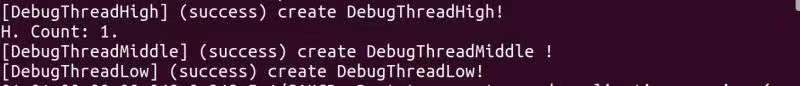 [DebugThreadHigh] (success) create DebugThreadHigh!
H. Count: 1.
[DebugThreadMiddle] (success) create DebugThreadMiddle !
[DebugThreadLow] (success) create DebugThreadLow!